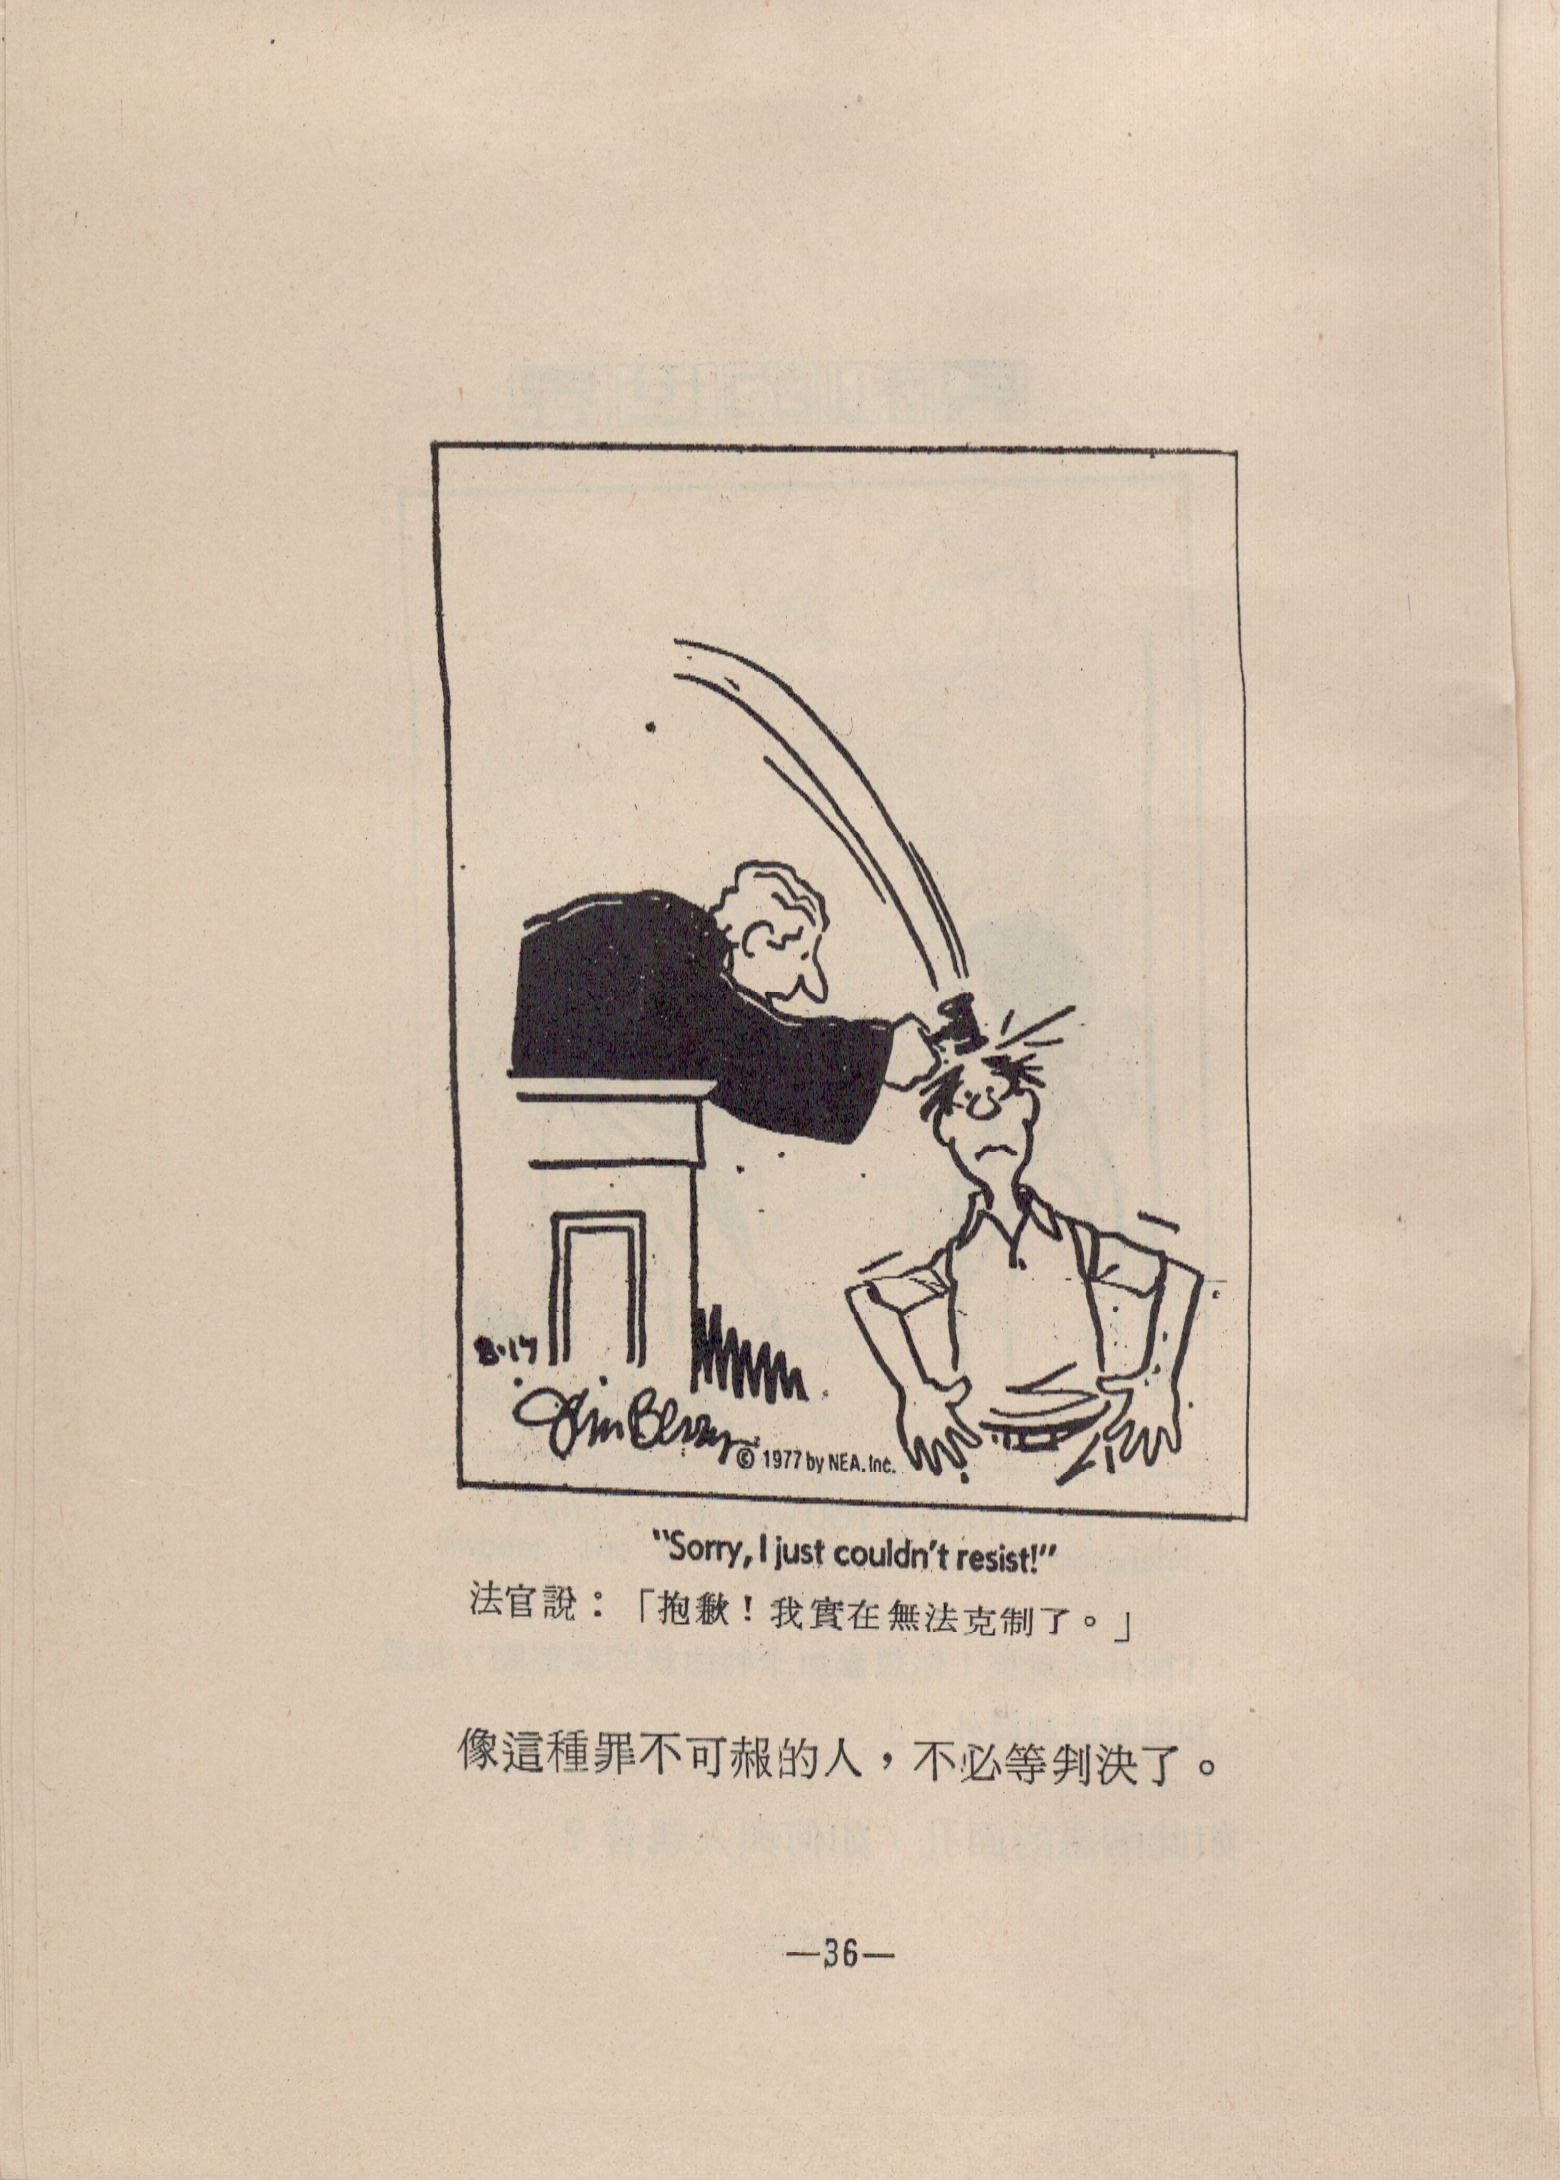 8·17
Jim Berry
© 1977 by NEA. Inc.
"Sorry, I just couldn't resist!"
法官說：「抱歉！我實在無法克制了。」
像這種罪不可赧的人，不必等判決了。
—36—